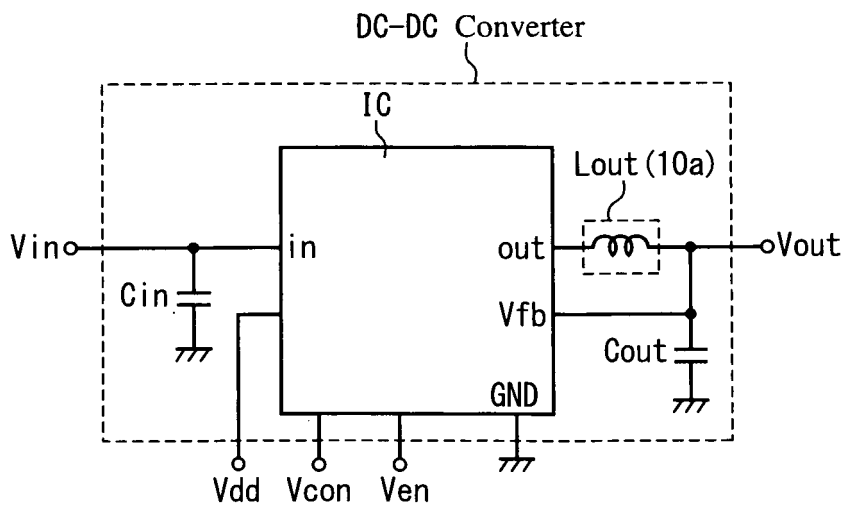 DC-DC Converter
IC
Lout(10a)
Vin
in
out
Vout
Cin
Vfb
Cout
GND
Vdd
Vcon
Ven